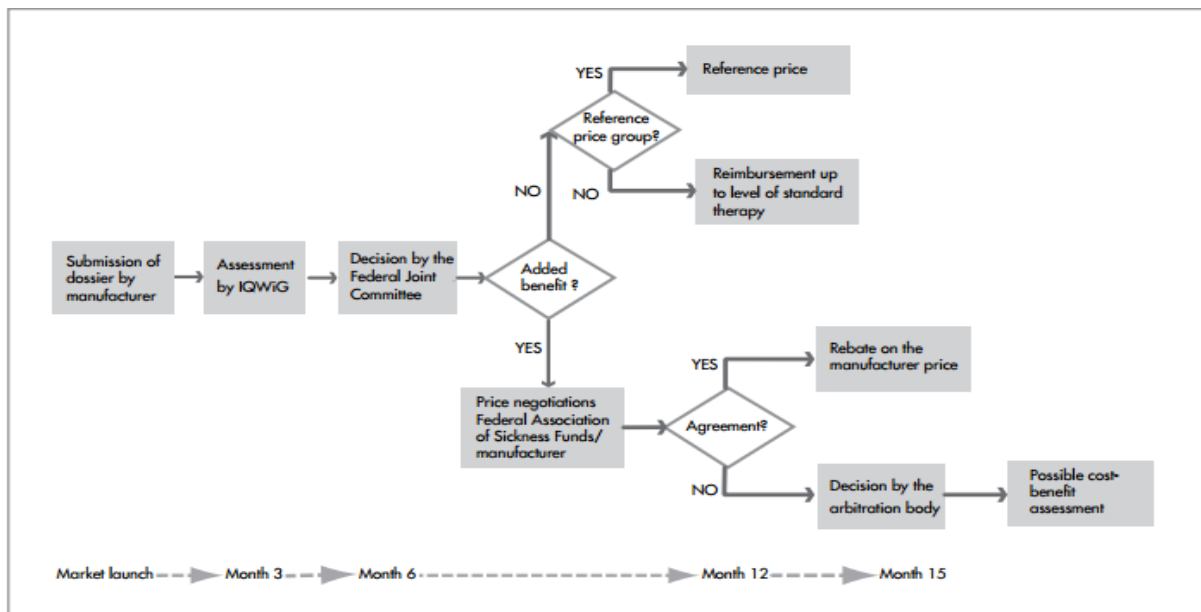 YES
Reference price
Reference
price group?
NO
NO
Reimbursement up
to level of standard
therapy
Submission of
dossier by
manufacturer
Assessment
by IQWiG
Decision by the
Federal Joint
Committee
Added
benefit ?
YES
Price negotiations
Federal Association
of Sickness Funds/
manufacturer
Agreement?
YES
Rebate on the
manufacturer price
NO
Decision by the
arbitration body
Possible cost-
benefit
assessment
Market launch
Month 3
Month 6
Month 12
Month 15